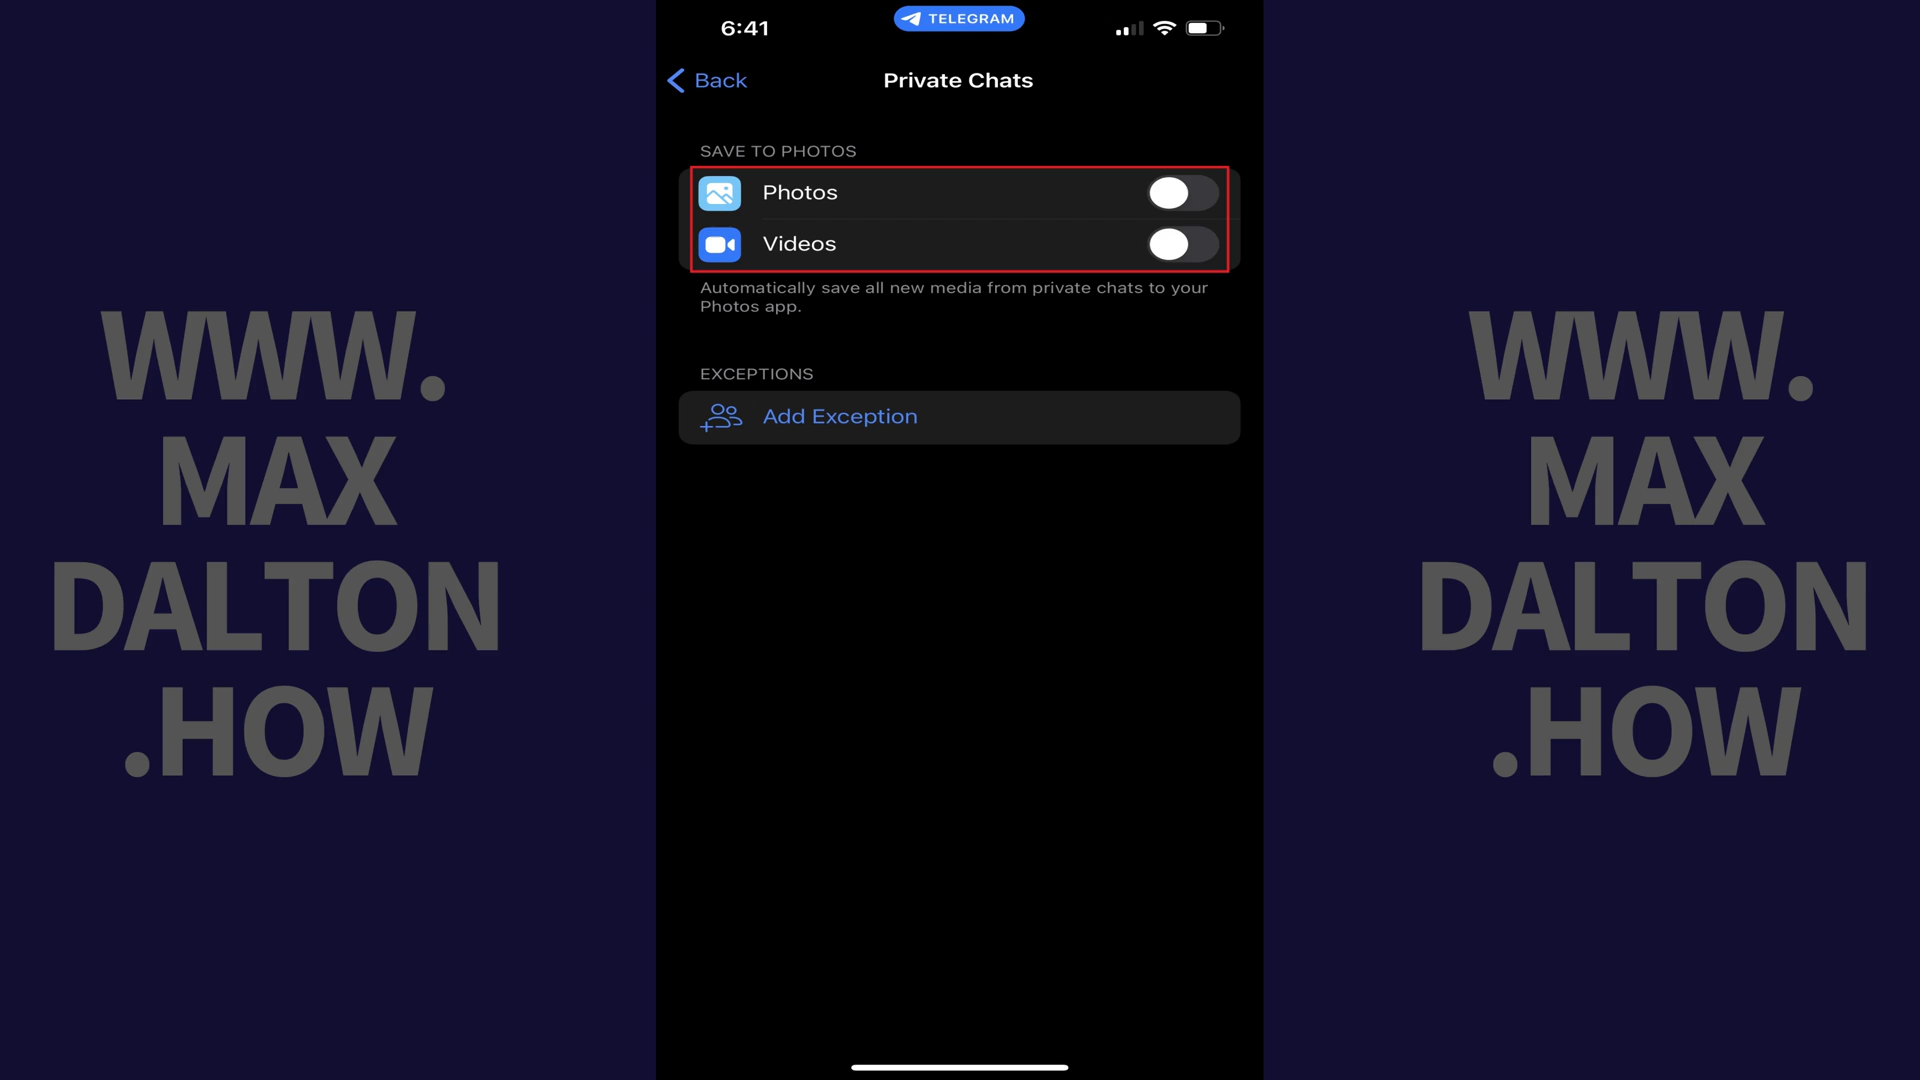 6:41
TELEGRAM
Back
Private Chats
SAVE TO PHOTOS
Photos
Videos
Automatically save all new media from private chats to your
Photos app.
EXCEPTIONS
Add Exception
WWW.
MAX
DALTON
.HOW
WWW.
MAX
DALTON
.HOW